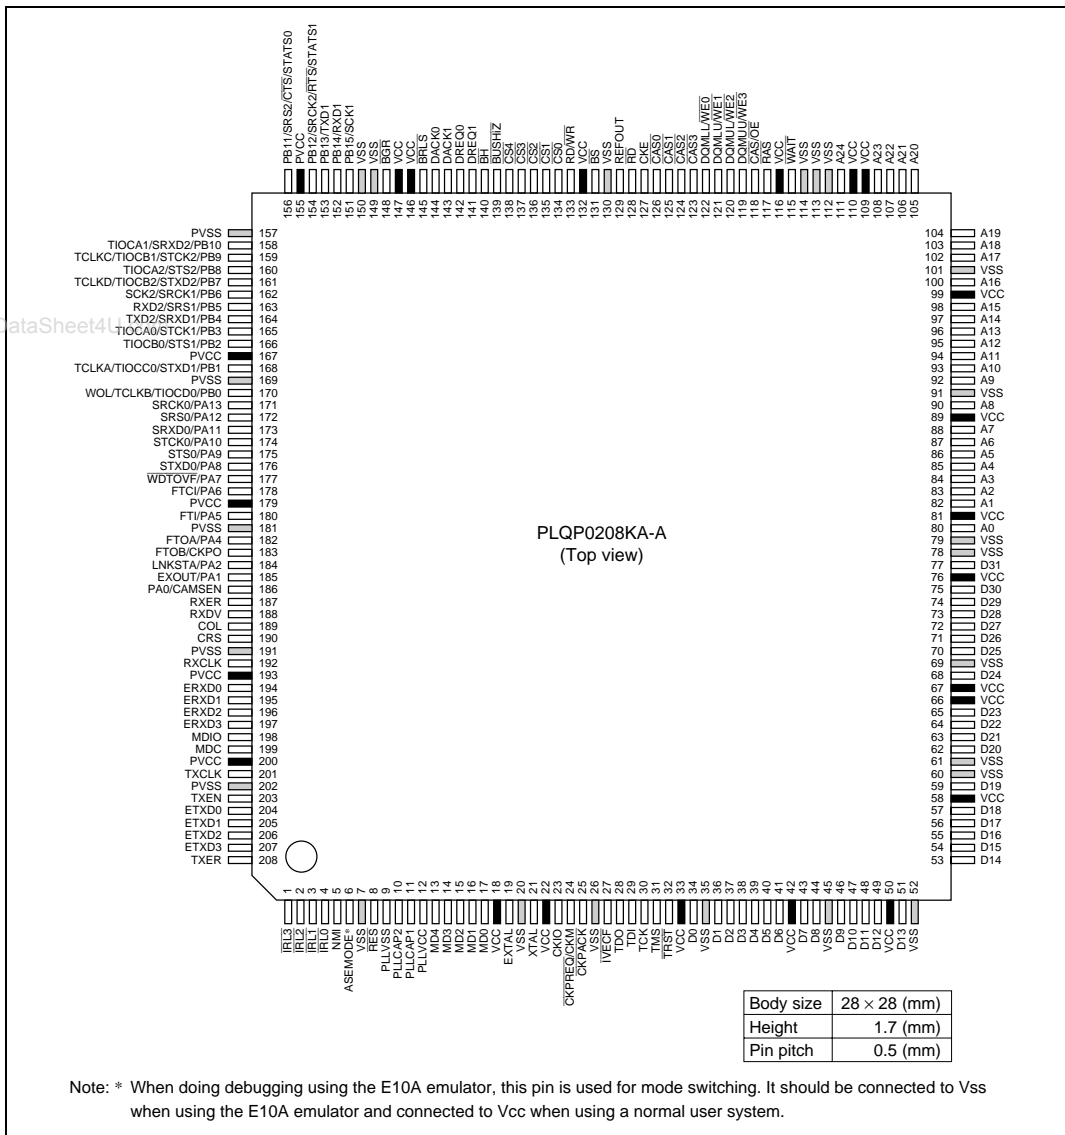 PB11/SRS2/CTS/STATS0
PVCC
PB12/SRCK2/RTS/STATS1
PB13/TXD1
PB14/RXD1
PB15/SCK1
VSS
VSS
BGR
VCC
VCC
BRLS
DACK0
DACK1
DREQ0
DREQ1
BH
BUSHiZ
CS4
CS3
CS2
CS1
CS0
RD/WR
VCC
BS
VSS
REFOUT
RD
CKE
CAS0
CAS1
CAS2
CAS3
DQMLL/WE0
DQMLU/WE1
DQMUL/WE2
DQMUU/WE3
CAS/OE
RAS
VCC
WAIT
VSS
VSS
VSS
A24
VCC
VCC
A23
A22
A21
A20
156
155
154
153
152
151
150
149
148
147
146
145
144
143
142
141
140
139
138
137
136
135
134
133
132
131
130
129
128
127
126
125
124
123
122
121
120
119
118
117
116
115
114
113
112
111
110
109
108
107
106
105
PVSS 157
TIOCA1/SRXD2/PB10 158
TCLKC/TIOCB1/STCK2/PB9 159
TIOCA2/STS2/PB8 160
TCLKD/TIOCB2/STXD2/PB7 161
SCK2/SRCK1/PB6 162
RXD2/SRS1/PB5 163
TXD2/SRXD1/PB4 164
DataSheet4U
TIOCA0/STCK1/PB3 165
TIOCB0/STS1/PB2 166
PVCC 167
TCLKA/TIOCC0/STXD1/PB1 168
PVSS 169
WOL/TCLKB/TIOCD0/PB0 170
SRCK0/PA13 171
SRS0/PA12 172
SRXD0/PA11 173
STCK0/PA10 174
STS0/PA9 175
STXD0/PA8 176
WDTOVF/PA7 177
FTCI/PA6 178
PVCC 179
FTI/PA5 180
PVSS 181
FTOA/PA4 182
FTOB/CKPO 183
LNKSTA/PA2 184
EXOUT/PA1 185
PA0/CAMSEN 186
RXER 187
RXDV 188
COL 189
CRS 190
PVSS 191
RXCLK 192
PVCC 193
ERXD0 194
ERXD1 195
ERXD2 196
ERXD3 197
MDIO 198
MDC 199
PVCC 200
TXCLK 201
PVSS 202
TXEN 203
ETXD0 204
ETXD1 205
ETXD2 206
ETXD3 207
TXER 208
PLQP0208KA-A
(Top view)
104 A19
103 A18
102 A17
101 VSS
100 A16
99 VCC
98 A15
97 A14
96 A13
95 A12
94 A11
93 A10
92 A9
91 VSS
90 A8
89 VCC
88 A7
87 A6
86 A5
85 A4
84 A3
83 A2
82 A1
81 VCC
80 A0
79 VSS
78 VSS
77 D31
76 VCC
75 D30
74 D29
73 D28
72 D27
71 D26
70 D25
69 VSS
68 D24
67 VCC
66 VCC
65 D23
64 D22
63 D21
62 D20
61 VSS
60 VSS
59 D19
58 VCC
57 D18
56 D17
55 D16
54 D15
53 D14
1
2
3
4
5
6
7
8
9
10
11
12
13
14
15
16
17
18
19
20
21
22
23
24
25
26
27
28
29
30
31
32
33
34
35
36
37
38
39
40
41
42
43
44
45
46
47
48
49
50
51
52
IRL3
IRL2
IRL1
IRL0
NMI
ASEMODE*
VSS
RES
PLLVSS
PLLCAP2
PLLCAP1
PLLVCC
MD4
MD3
MD2
MD1
MD0
VCC
EXTAL
VSS
XTAL
VCC
CKIO
CKPREQ/CKM
CKPACK
VSS
IVECF
TDO
TDI
TCK
TMS
TRST
VCC
D0
VSS
D1
D2
D3
D4
D5
D6
VCC
D7
D8
VSS
D9
D10
D11
D12
VCC
D13
VSS
Body size 28 × 28 (mm)
Height 1.7 (mm)
Pin pitch 0.5 (mm)
Note: * When doing debugging using the E10A emulator, this pin is used for mode switching. It should be connected to Vss
when using the E10A emulator and connected to Vcc when using a normal user system.